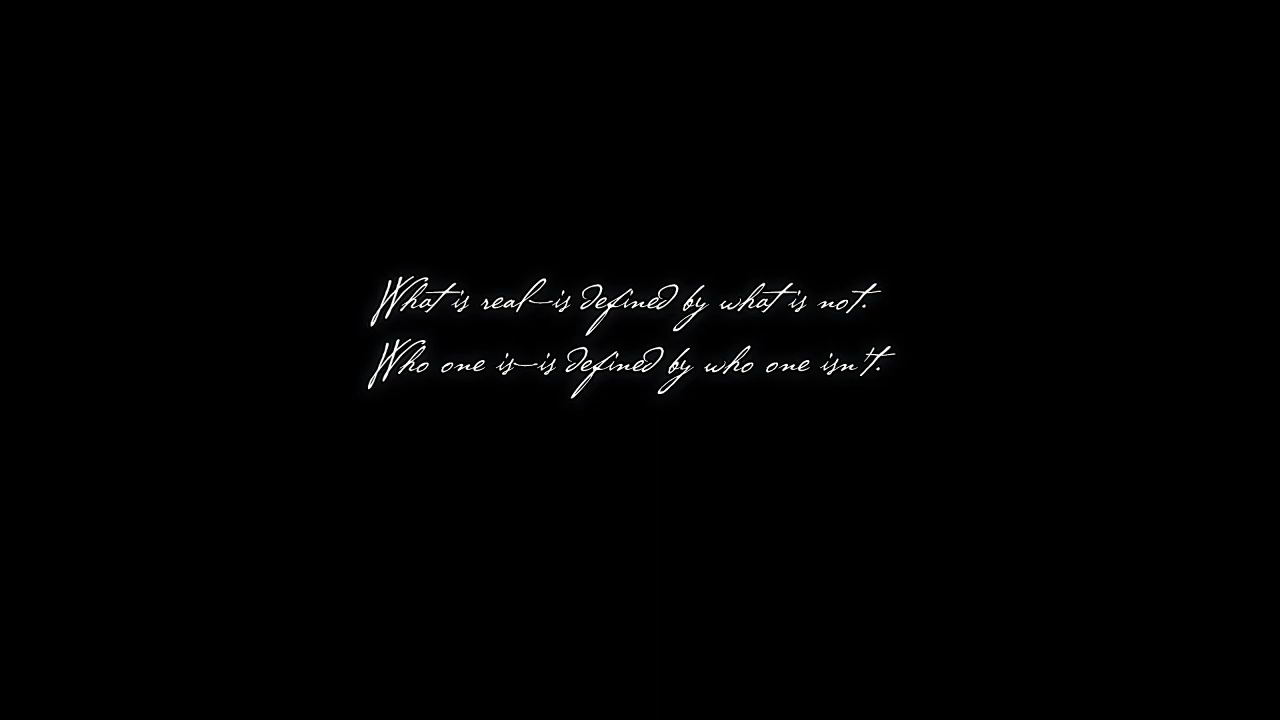 What is real—is defined by what is not.
Who one is—is defined by who one isn't.